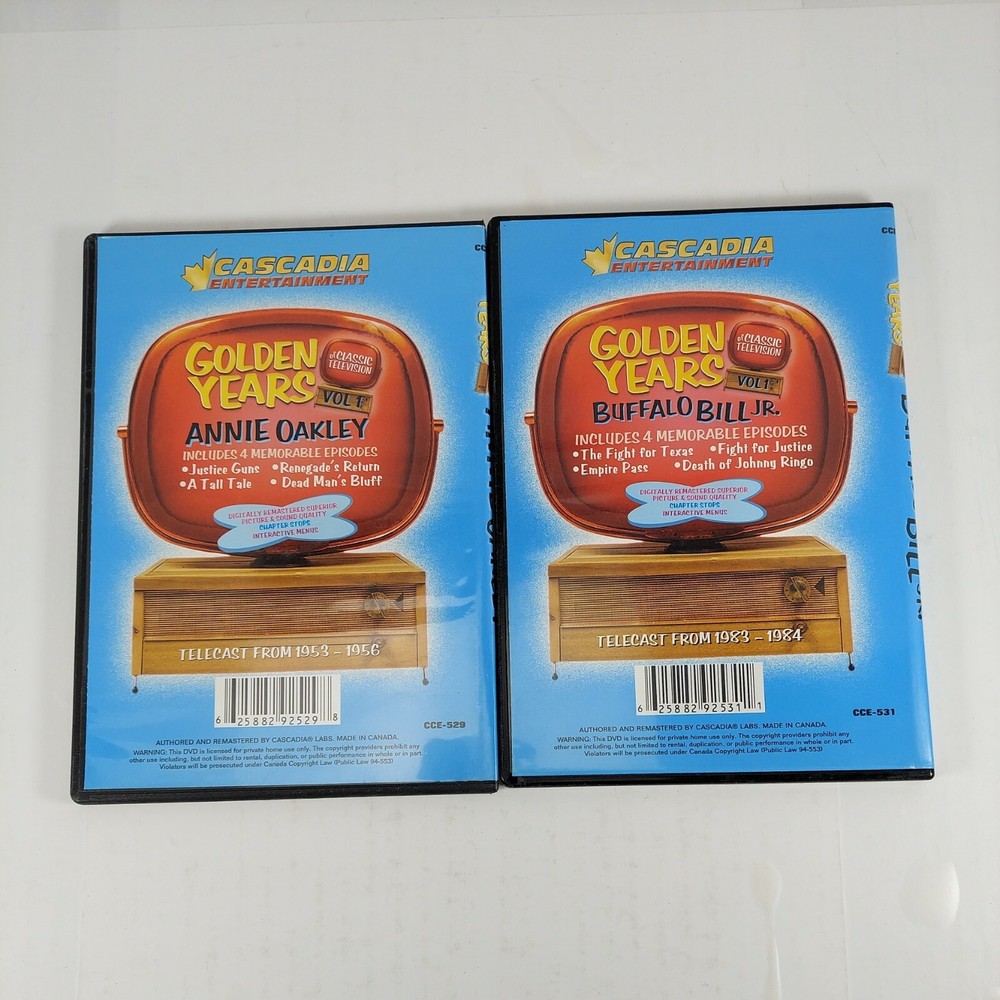 CASCADIA
ENTERTAINMENT
GOLDEN
YEARS
of CLASSIC
TELEVISION
VOL 1
ANNIE OAKLEY
INCLUDES 4 MEMORABLE EPISODES
•Justice Guns •Renegade's Return
•A Tall Tale • Dead Man's Bluff
DIGITALLY REMASTERED SUPERIOR
PICTURE & SOUND QUALITY
CHAPTER STOPS
INTERACTIVE MENUS
TELECAST FROM 1953 - 1956
6 25882 92529 8
CCE-529
AUTHORED AND REMASTERED BY CASCADIA® LABS. MADE IN CANADA.
WARNING: This DVD is licensed for private home use only. The copyright providers prohibit any
other use including, but not limited to rental, duplication, or public performance in whole or in part.
Violators will be prosecuted under Canada Copyright Law (Public Law 94-553)
CASCADIA
ENTERTAINMENT
GOLDEN
YEARS
of CLASSIC
TELEVISION
VOL 1
BUFFALO BILL JR.
INCLUDES 4 MEMORABLE EPISODES
•The Fight for Texas •Fight for Justice
•Empire Pass •Death of Johnny Ringo
DIGITALLY REMASTERED SUPERIOR
PICTURE & SOUND QUALITY
CHAPTER STOPS
INTERACTIVE MENUS
TELECAST FROM 1983 - 1984
6 25882 92531 1
CCE-531
AUTHORED AND REMASTERED BY CASCADIA® LABS. MADE IN CANADA.
WARNING: This DVD is licensed for private home use only. The copyright providers prohibit any
other use including, but not limited to rental, duplication, or public performance in whole or in part.
Violators will be prosecuted under Canada Copyright Law (Public Law 94-553)